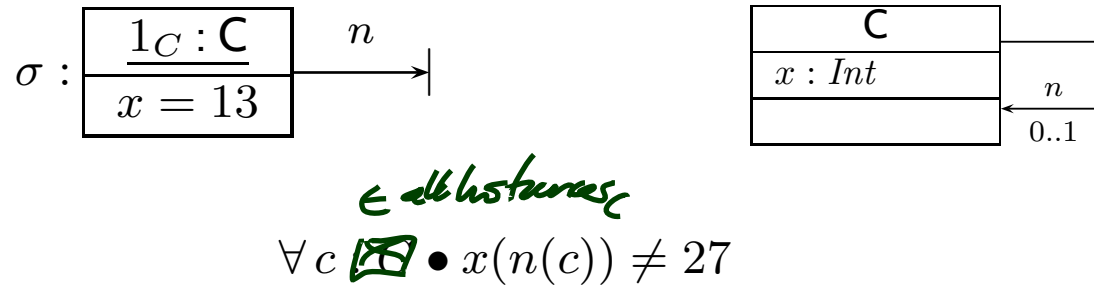 σ : 1_C : C
x = 13
n
C
x : Int
n
0..1
∈ allInstances_C
∀ c • x(n(c)) ≠ 27